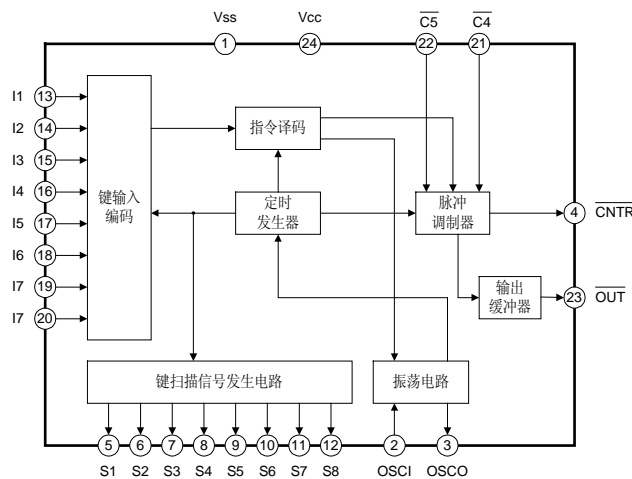 Vss Vcc C5 C4
1 24 22 21
I1 13
I2 14
I3 15
I4 16
I5 17
I6 18
I7 19
I7 20
键输入
编码
指令译码
定时
发生器
脉冲
调制器
4 CNTR
输出
缓冲器
23 OUT
键扫描信号发生电路
振荡电路
5 6 7 8 9 10 11 12 2 3
S1 S2 S3 S4 S5 S6 S7 S8 OSCI OSCO